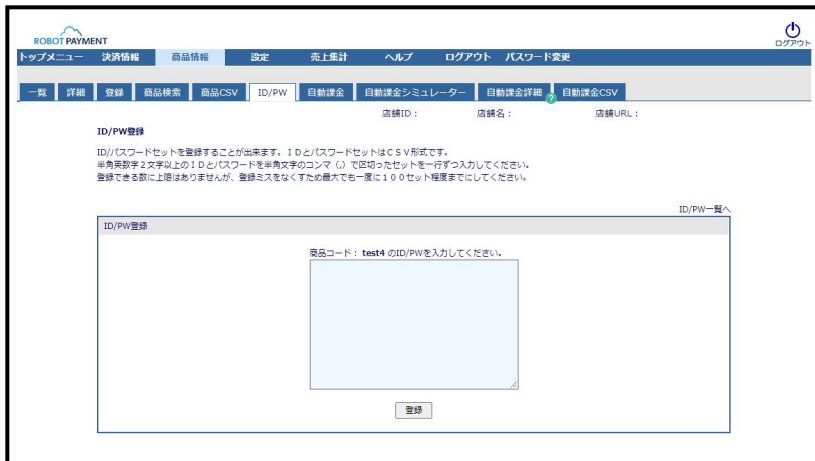 ROBOT PAYMENT
ログアウト
トップメニュー 決済情報 商品情報 設定 売上集計 ヘルプ ログアウト パスワード変更
一覧 詳細 登録 商品検索 商品CSV ID/PW 自動課金 自動課金シミュレーター 自動課金詳細 ? 自動課金CSV
店舗ID： 店舗名： 店舗URL：
ID/PW登録
ID/パスワードセットを登録することが出来ます。ＩＤとパスワードセットはＣＳＶ形式です。
半角英数字２文字以上のＩＤとパスワードを半角文字のコンマ（,）で区切ったセットを一行ずつ入力してください。
登録できる数に上限はありませんが、登録ミスをなくすため最大でも一度に１００セット程度までにしてください。
ID/PW一覧へ
ID/PW登録
商品コード： test4 のID/PWを入力してください。
登録